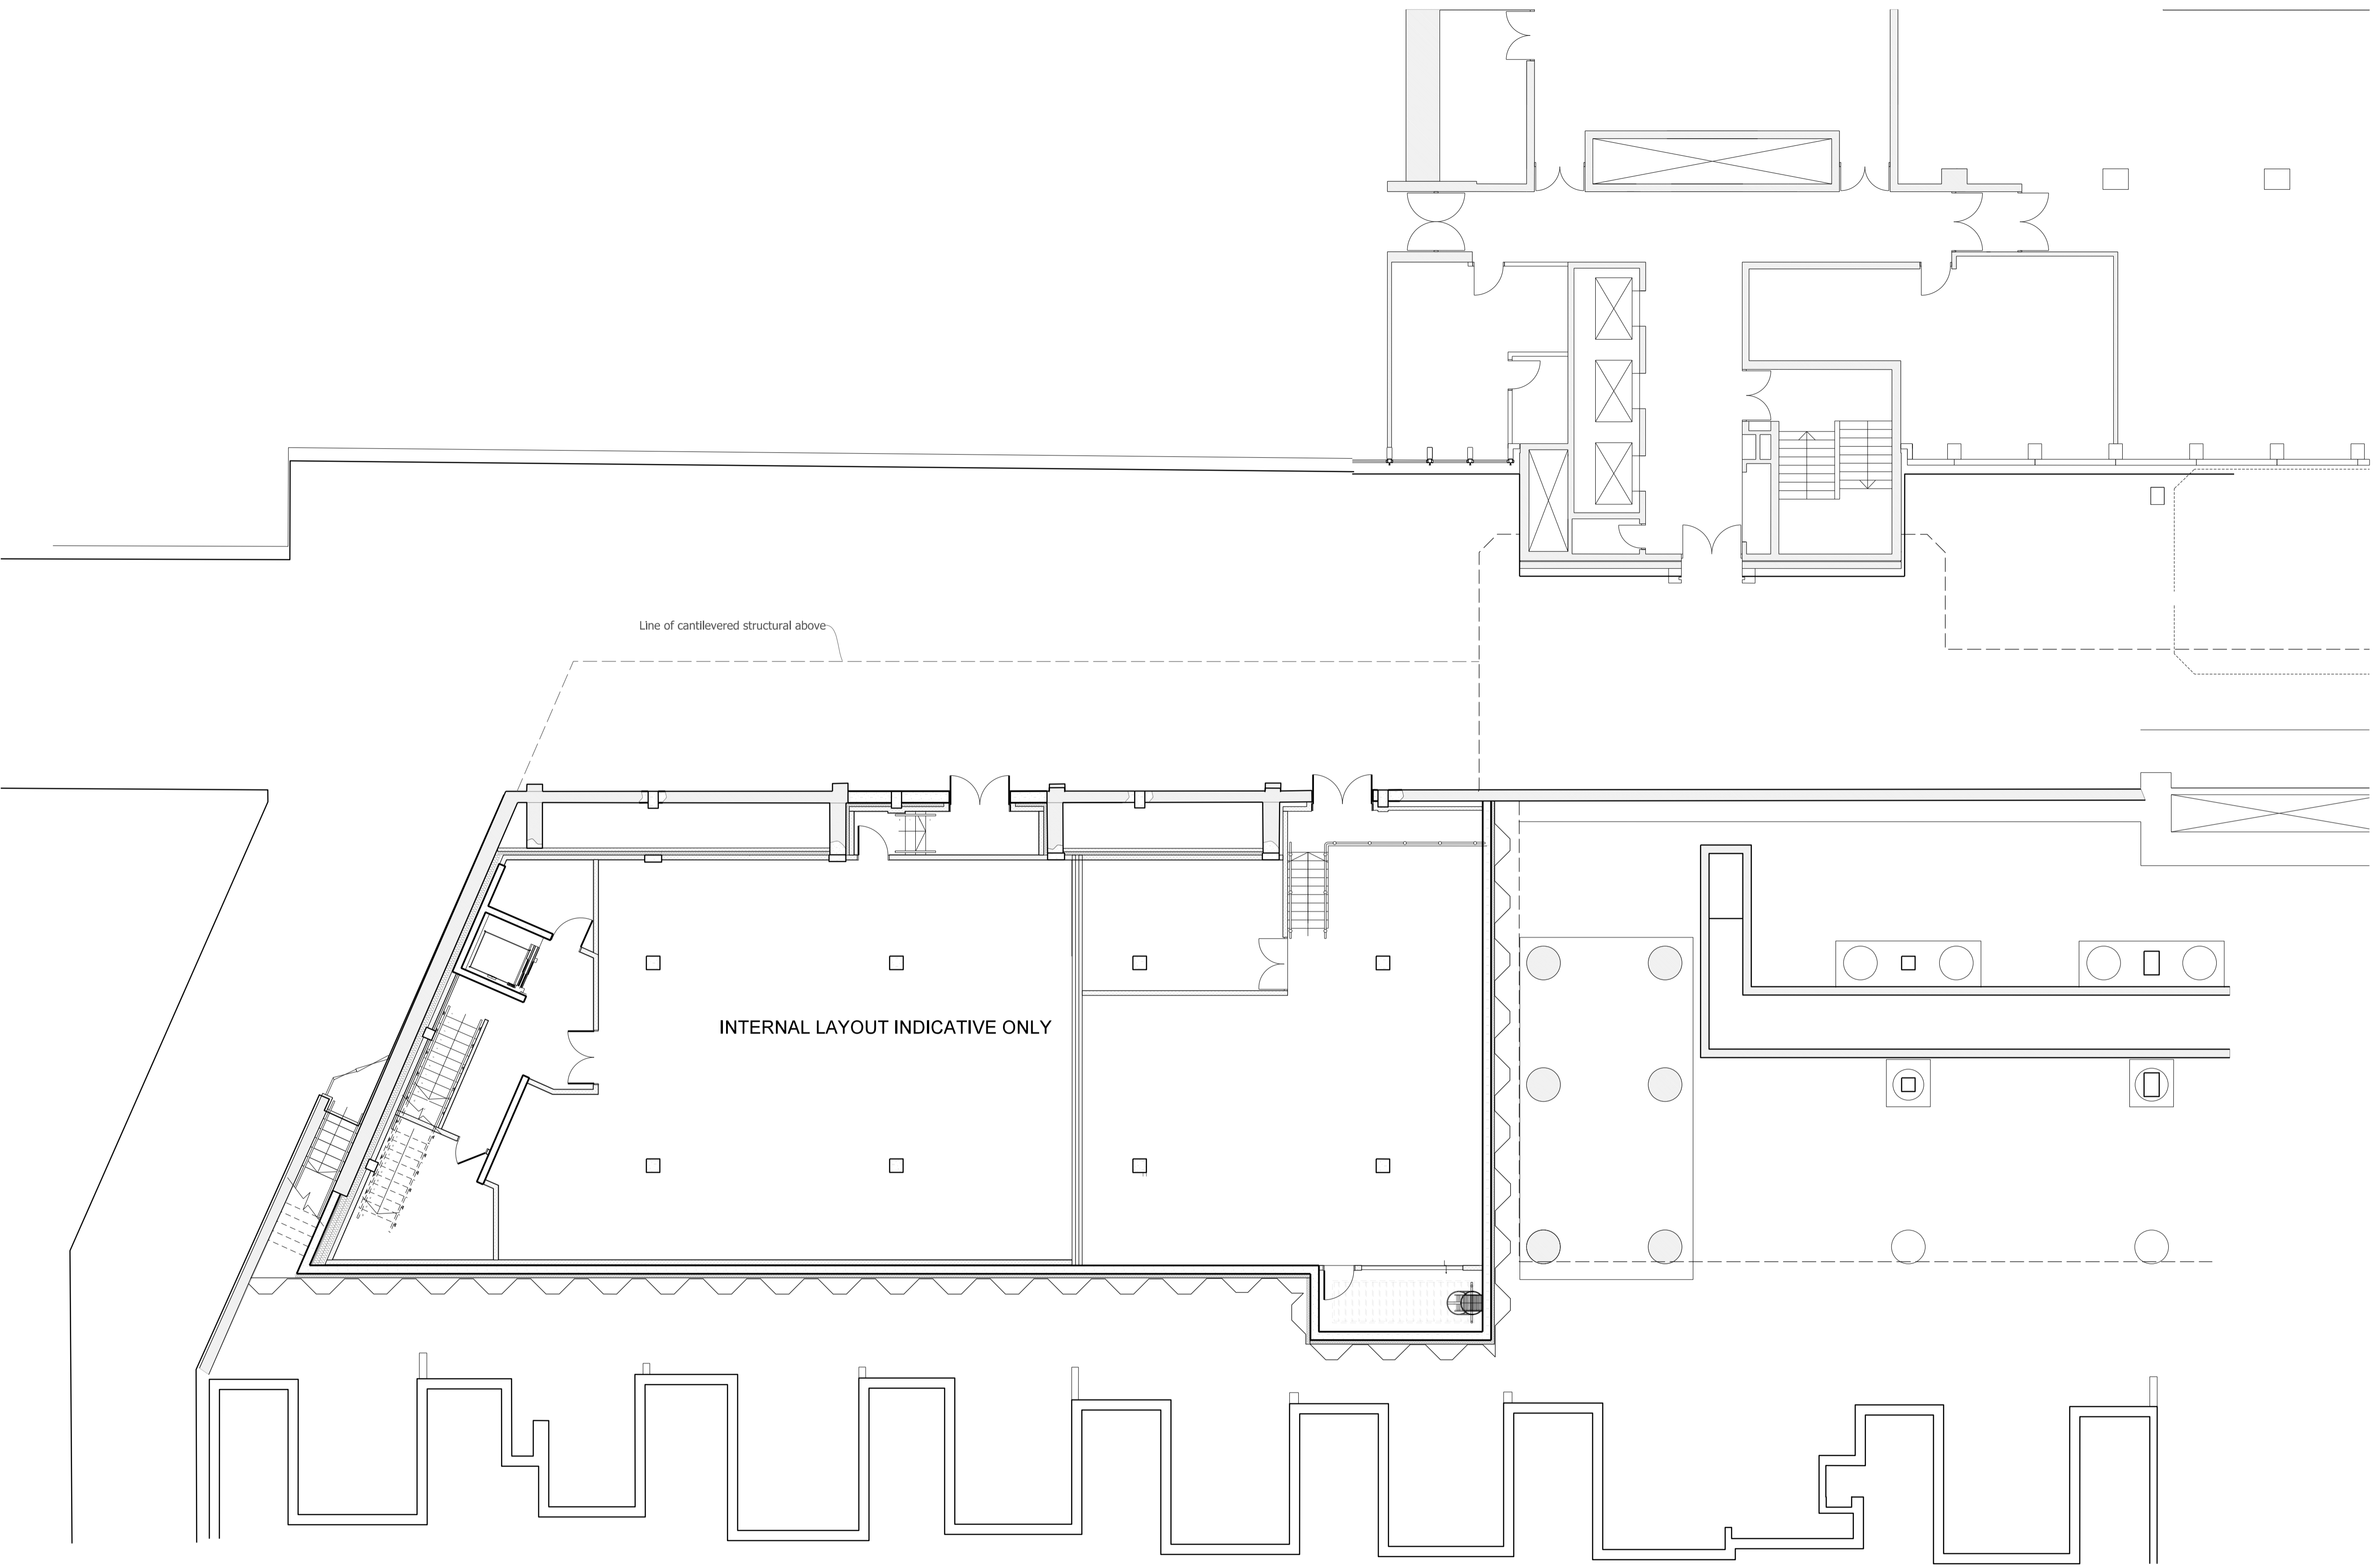 Line of cantilevered structural above
INTERNAL LAYOUT INDICATIVE ONLY